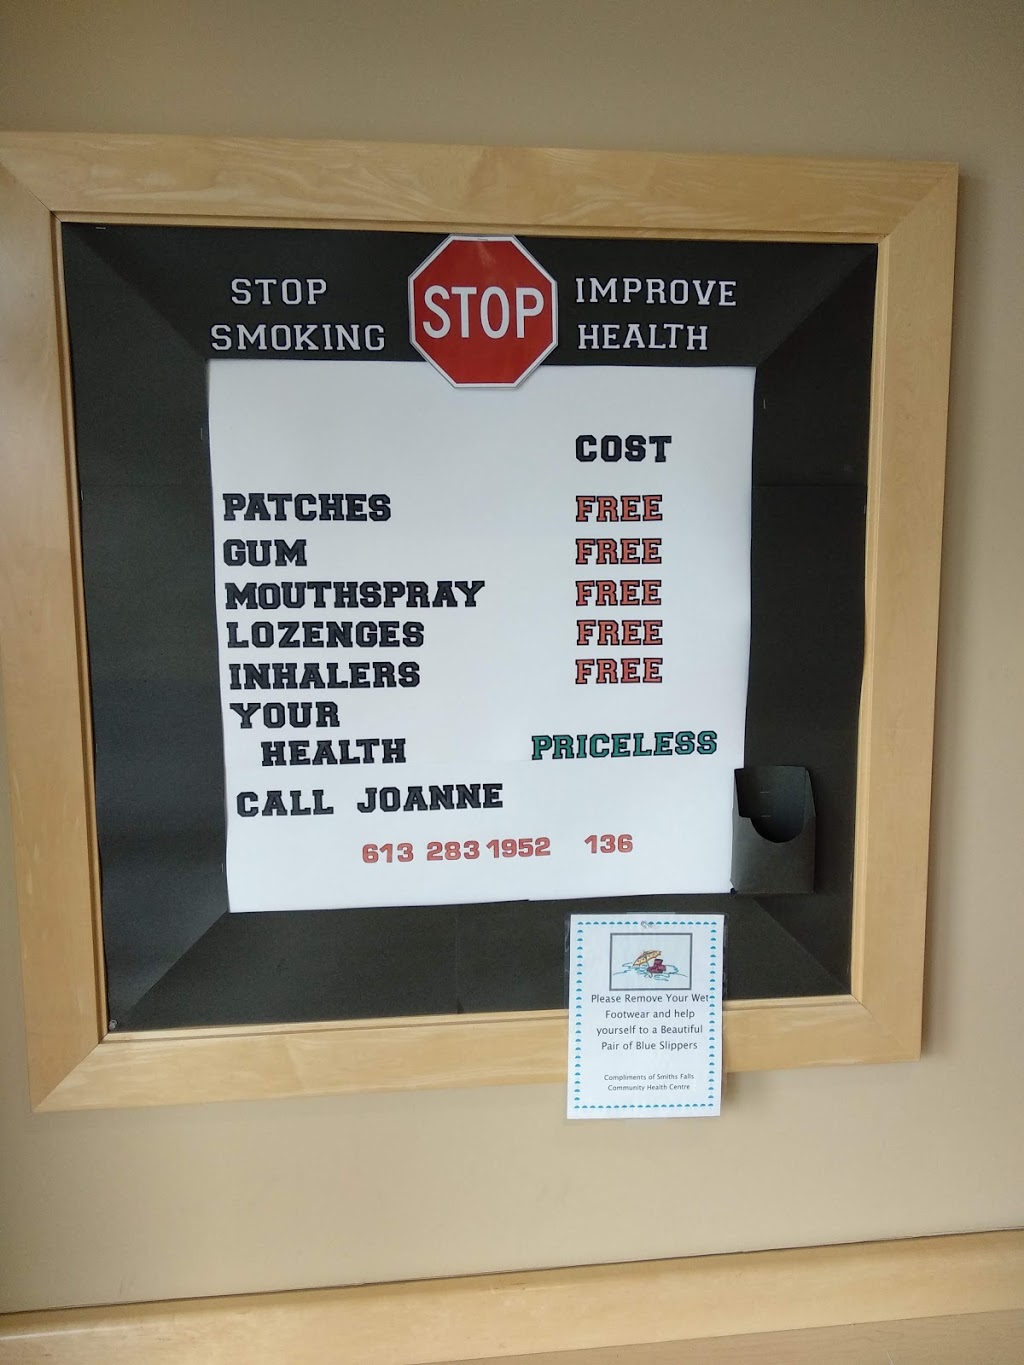 STOP
SMOKING
STOP
IMPROVE
HEALTH
COST
PATCHES FREE
GUM FREE
MOUTHSPRAY FREE
LOZENGES FREE
INHALERS FREE
YOUR
HEALTH PRICELESS
CALL JOANNE
613 283 1952 136
Please Remove Your Wet
Footwear and help
yourself to a Beautiful
Pair of Blue Slippers
Compliments of Smiths Falls
Community Health Centre